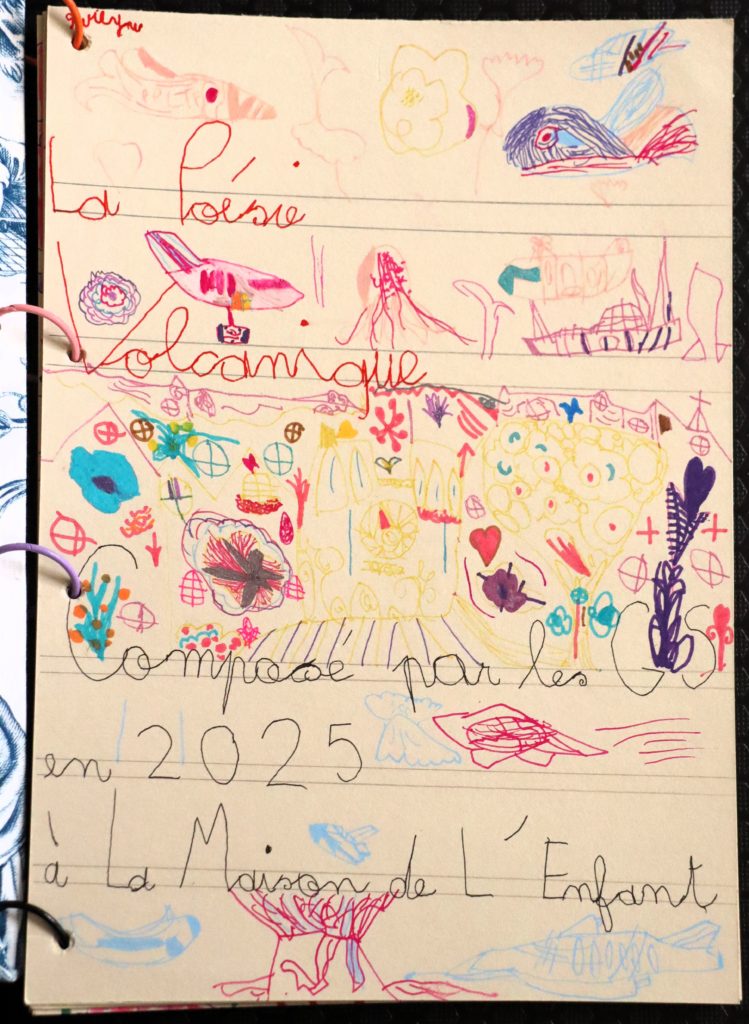 La Poésie
Volcanique
Composé par les GS
en 2025
à La Maison de L'Enfant